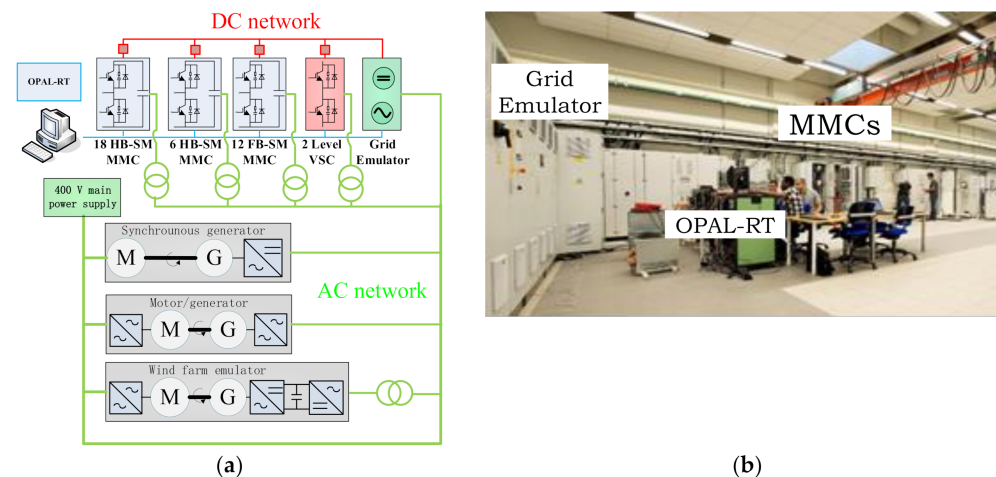 DC network
OPAL-RT
18 HB-SM
MMC
6 HB-SM
MMC
12 FB-SM
MMC
2 Level
VSC
Grid
Emulator
400 V main
power supply
Synchrounous generator
M
G
AC network
Motor/generator
M
G
Wind farm emulator
M
G
(a)
Grid
Emulator
MMCs
OPAL-RT
(b)